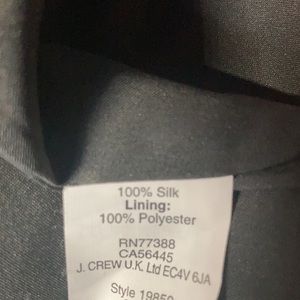 100% Silk
Lining:
100% Polyester
RN77388
CA56445
J. CREW U.K. Ltd EC4V 6JA
Style